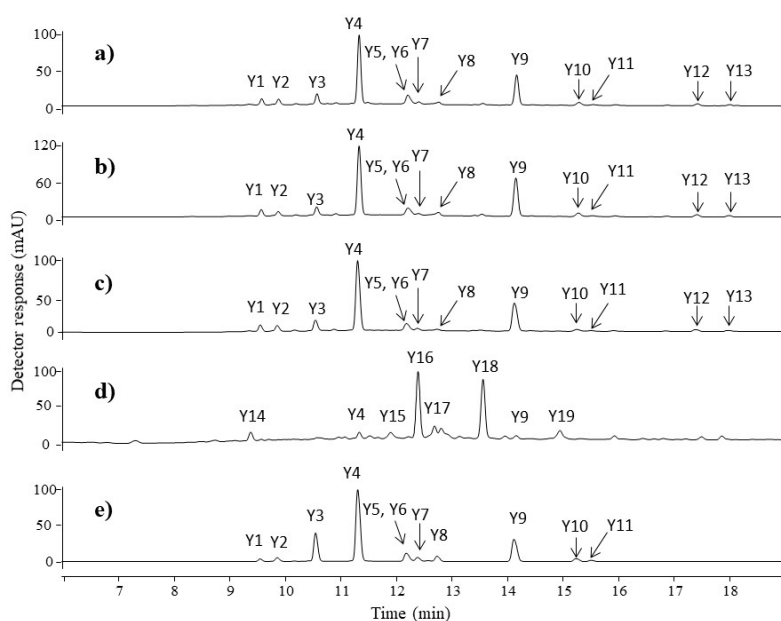 Detector response (mAU)
a)
100
50
0
Y1 Y2 Y3 Y4 Y5, Y6 Y7 Y8 Y9 Y10 Y11 Y12 Y13
b)
120
60
0
Y1 Y2 Y3 Y4 Y5, Y6 Y7 Y8 Y9 Y10 Y11 Y12 Y13
c)
100
50
0
Y1 Y2 Y3 Y4 Y5, Y6 Y7 Y8 Y9 Y10 Y11 Y12 Y13
d)
100
50
0
Y14 Y4 Y15 Y16 Y17 Y18 Y9 Y19
e)
100
50
0
Y1 Y2 Y3 Y4 Y5, Y6 Y7 Y8 Y9 Y10 Y11
7 8 9 10 11 12 13 14 15 16 17 18
Time (min)